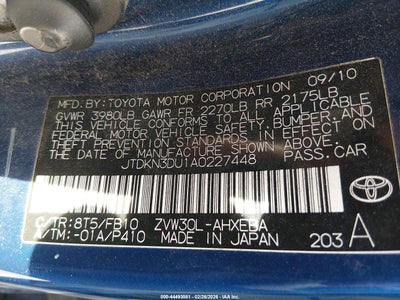 MFD. BY: TOYOTA MOTOR CORPORATION 09/10
GVWR 3980LB GAWR FR 2270LB RR 2175LB
THIS VEHICLE CONFORMS TO ALL APPLICABLE
FEDERAL MOTOR VEHICLE SAFETY, BUMPER, AND
THEFT PREVENTION STANDARDS IN EFFECT ON
THE DATE OF MANUFACTURE SHOWN ABOVE.
JTDKN3DU1A0227448 PASS. CAR
C/TR: 8T5/FB10 ZVW30L-AHXEBA
A/TM: -01A/P410 MADE IN JAPAN 203 A
TOYOTA
000-44493081 - 02/28/2026 - IAAI